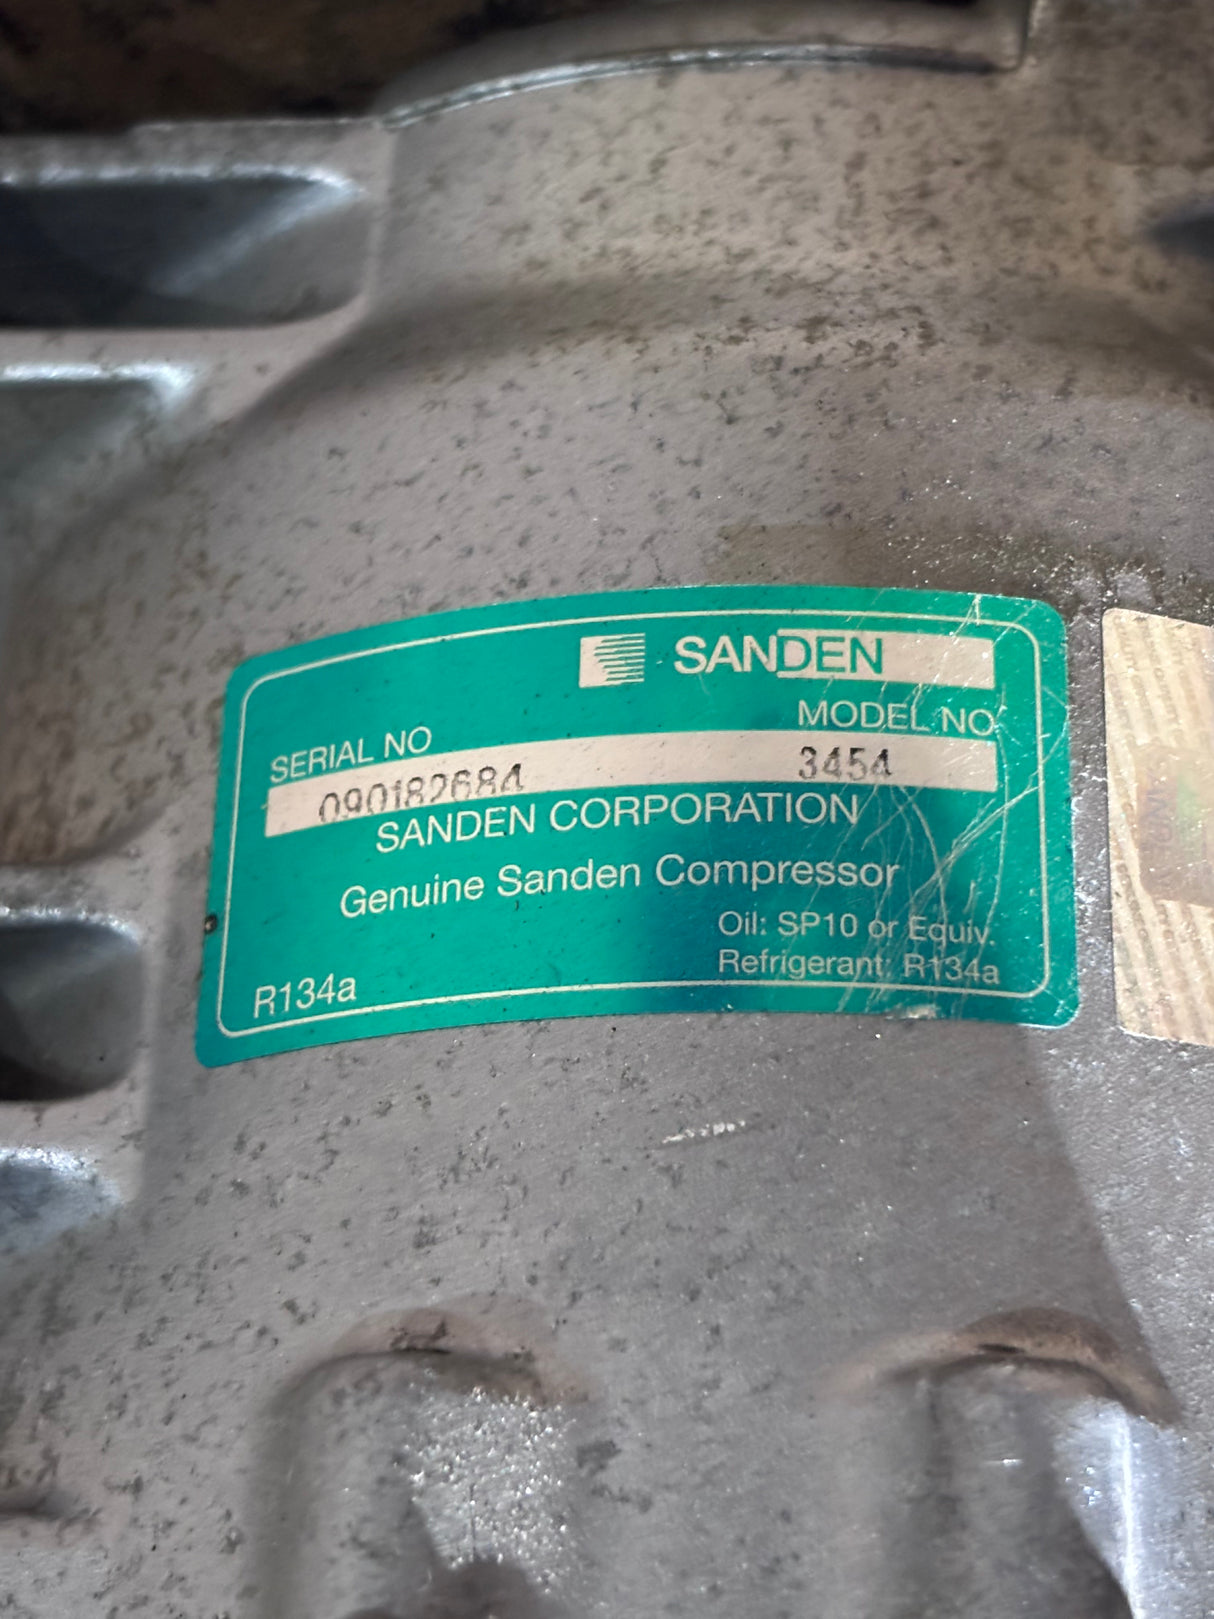 SANDEN
SERIAL NO MODEL NO
090182684 3454
SANDEN CORPORATION
Genuine Sanden Compressor
Oil: SP10 or Equiv.
Refrigerant: R134a
R134a